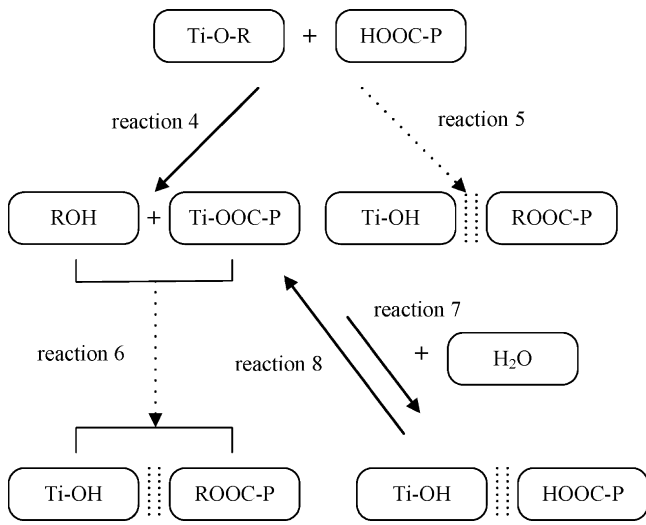 Ti-O-R + HOOC-P
reaction 4
reaction 5
ROH + Ti-OOC-P
Ti-OH ROOC-P
reaction 7
reaction 6
reaction 8
+ H₂O
Ti-OH ROOC-P
Ti-OH HOOC-P